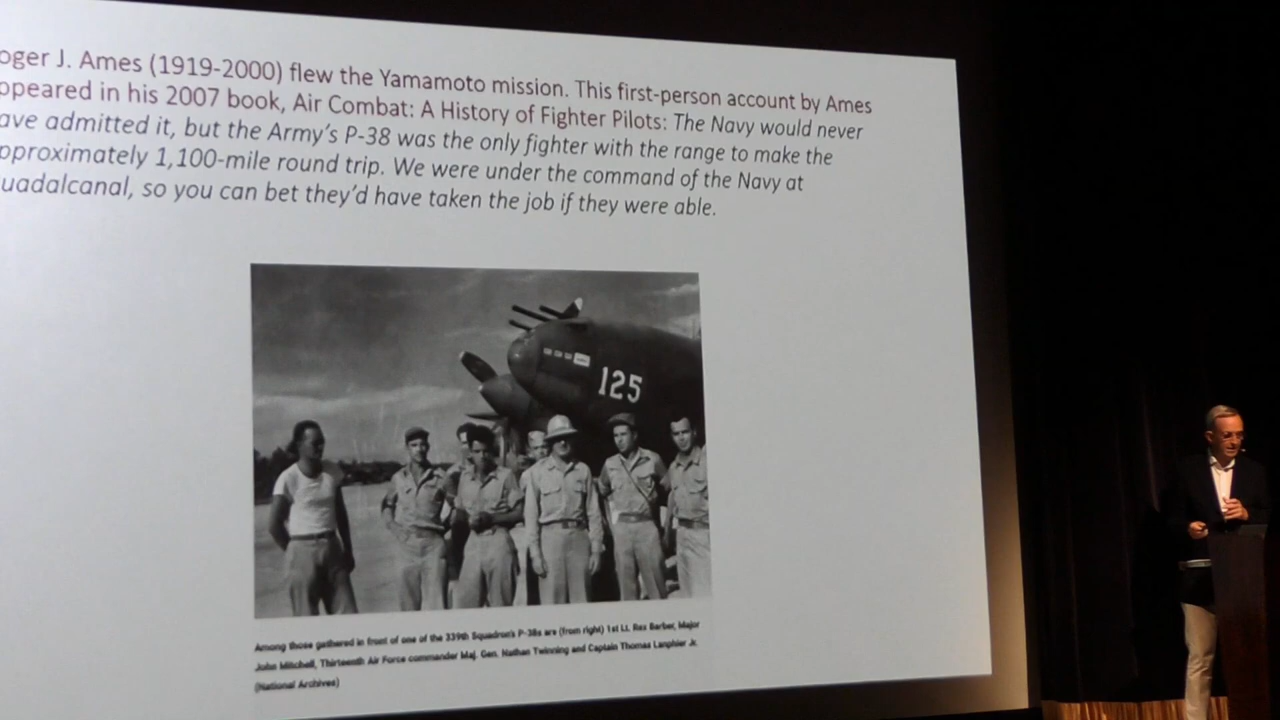 oger J. Ames (1919-2000) flew the Yamamoto mission. This first-person account by Ames
ppeared in his 2007 book, Air Combat: A History of Fighter Pilots: The Navy would never
ave admitted it, but the Army's P-38 was the only fighter with the range to make the
pproximately 1,100-mile round trip. We were under the command of the Navy at
uadalcanal, so you can bet they'd have taken the job if they were able.
125
Among those gathered in front of one of the 339th Squadron's P-38s are (from right) 1st Lt. Rex Barber, Major
John Mitchell, Thirteenth Air Force commander Maj. Gen. Nathan Twinning and Captain Thomas Lanphier Jr.
(National Archives)